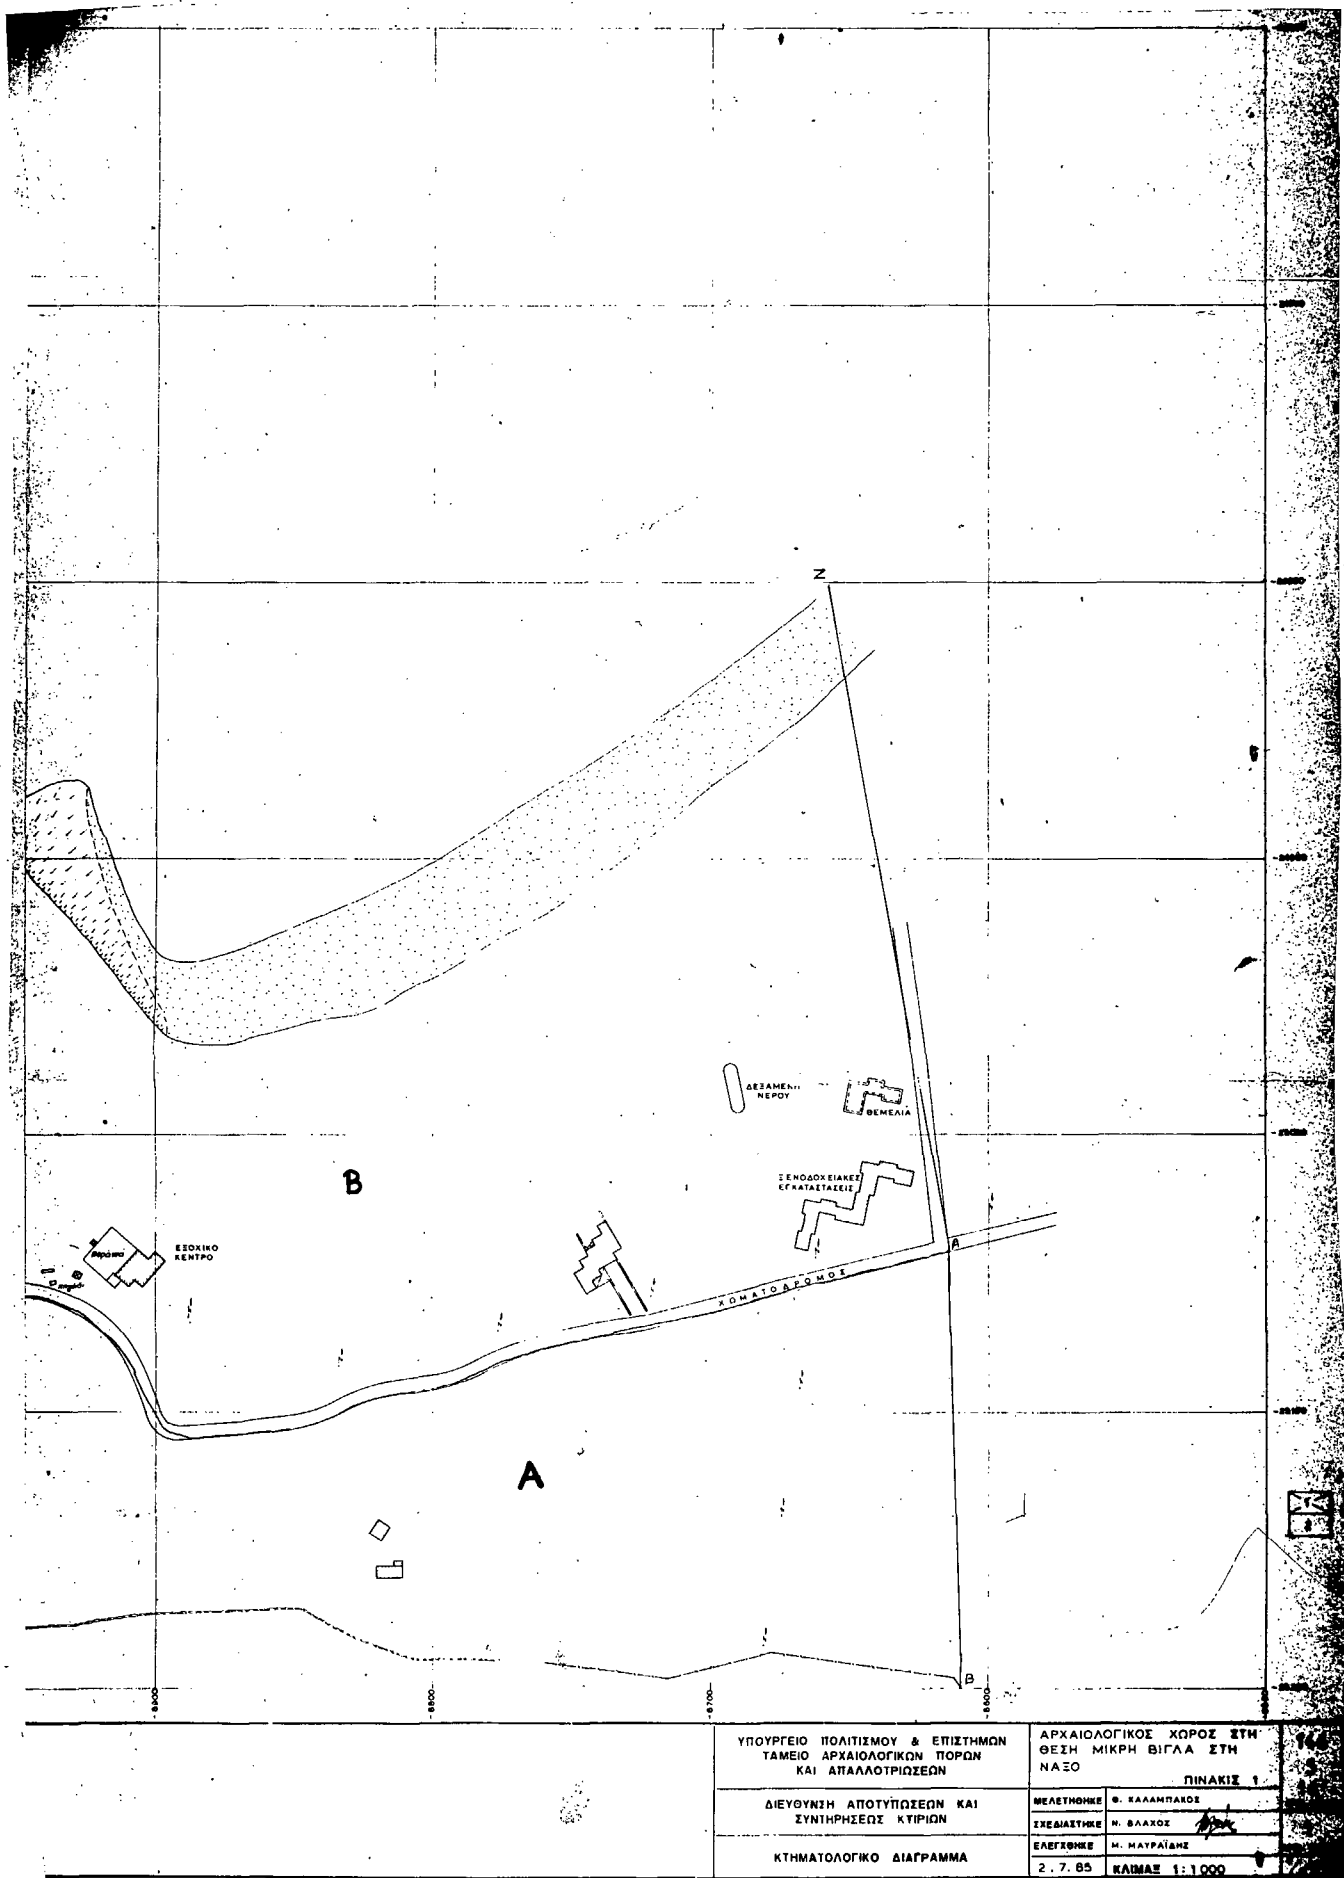 Ζ
ΔΕΞΑΜΕΝΗ
ΝΕΡΟΥ
ΘΕΜΕΛΙΑ
Β
ΞΕΝΟΔΟΧΕΙΑΚΕΣ
ΕΓΚΑΤΑΣΤΑΣΕΙΣ
ΕΞΟΧΙΚΟ
ΚΕΝΤΡΟ
Α
ΧΩΜΑΤΟΔΡΟΜΟΣ
Α
Β
ΥΠΟΥΡΓΕΙΟ ΠΟΛΙΤΙΣΜΟΥ & ΕΠΙΣΤΗΜΩΝ
ΤΑΜΕΙΟ ΑΡΧΑΙΟΛΟΓΙΚΩΝ ΠΟΡΩΝ
ΚΑΙ ΑΠΑΛΛΟΤΡΙΩΣΕΩΝ
ΔΙΕΥΘΥΝΣΗ ΑΠΟΤΥΠΩΣΕΩΝ ΚΑΙ
ΣΥΝΤΗΡΗΣΕΩΣ ΚΤΙΡΙΩΝ
ΚΤΗΜΑΤΟΛΟΓΙΚΟ ΔΙΑΓΡΑΜΜΑ
ΑΡΧΑΙΟΛΟΓΙΚΟΣ ΧΩΡΟΣ ΣΤΗ
ΘΕΣΗ ΜΙΚΡΗ ΒΙΓΛΑ ΣΤΗ
ΝΑΞΟ
ΠΙΝΑΚΙΣ 1
ΜΕΛΕΤΗΘΗΚΕ Θ. ΚΑΛΑΜΠΑΚΟΣ
ΣΧΕΔΙΑΣΤΗΚΕ Ν. ΒΛΑΧΟΣ
ΕΛΕΓΧΘΗΚΕ Μ. ΜΑΥΡΑΪΔΗΣ
2.7.85 ΚΛΙΜΑΞ 1:1000